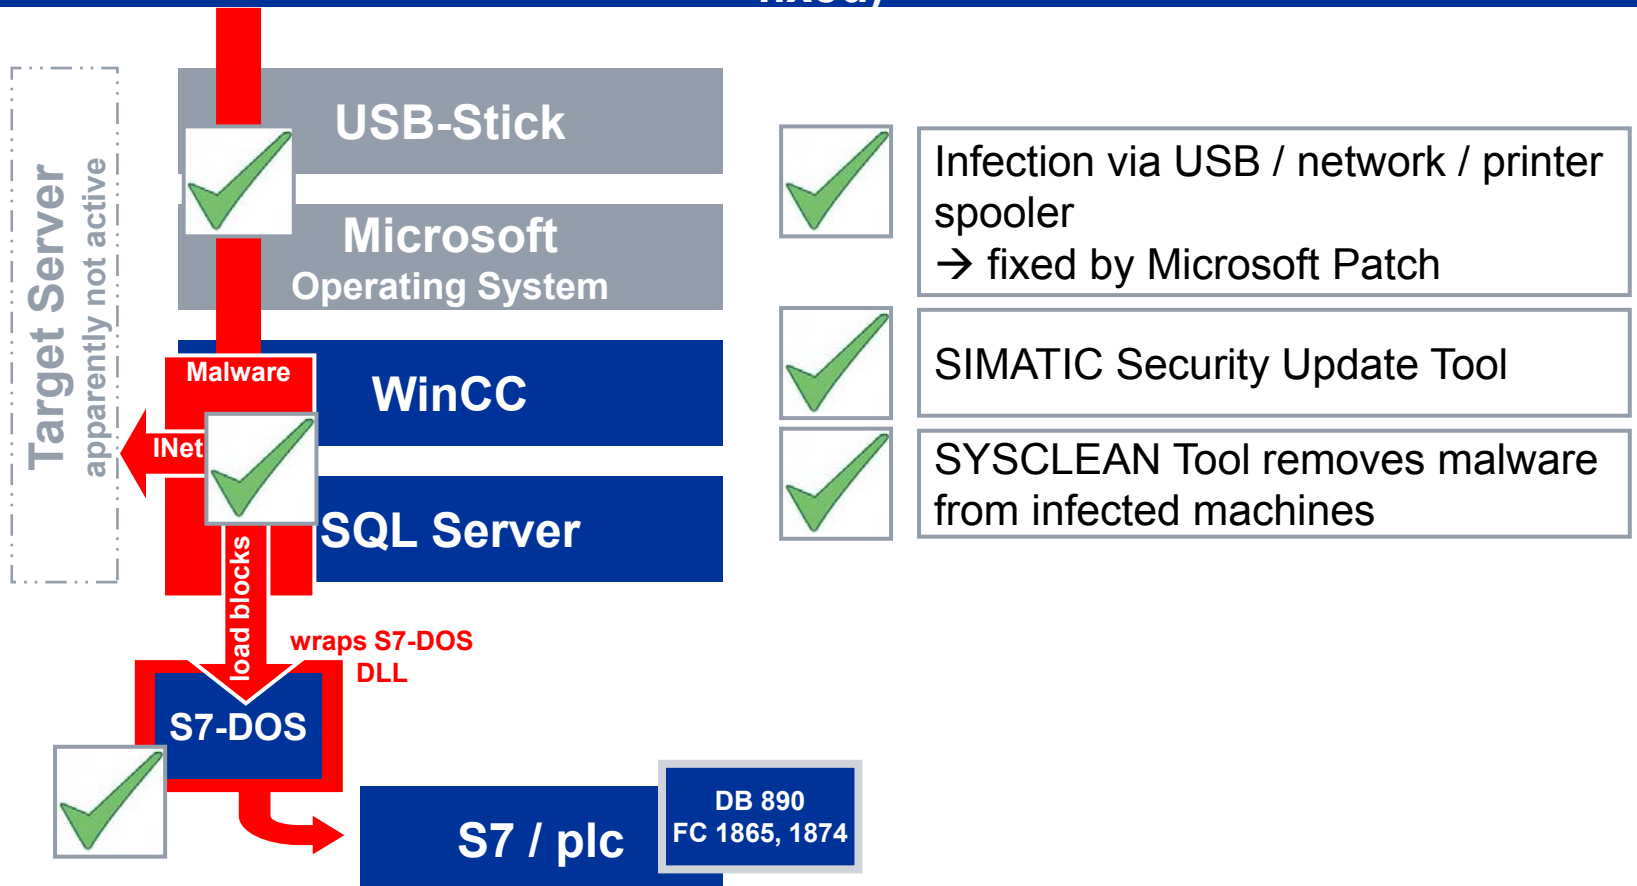 Target Server
apparently not active
USB-Stick
Microsoft
Operating System
Malware
WinCC
INet
SQL Server
load blocks
wraps S7-DOS
DLL
S7-DOS
S7 / plc
DB 890
FC 1865, 1874
Infection via USB / network / printer
spooler
→ fixed by Microsoft Patch
SIMATIC Security Update Tool
SYSCLEAN Tool removes malware
from infected machines